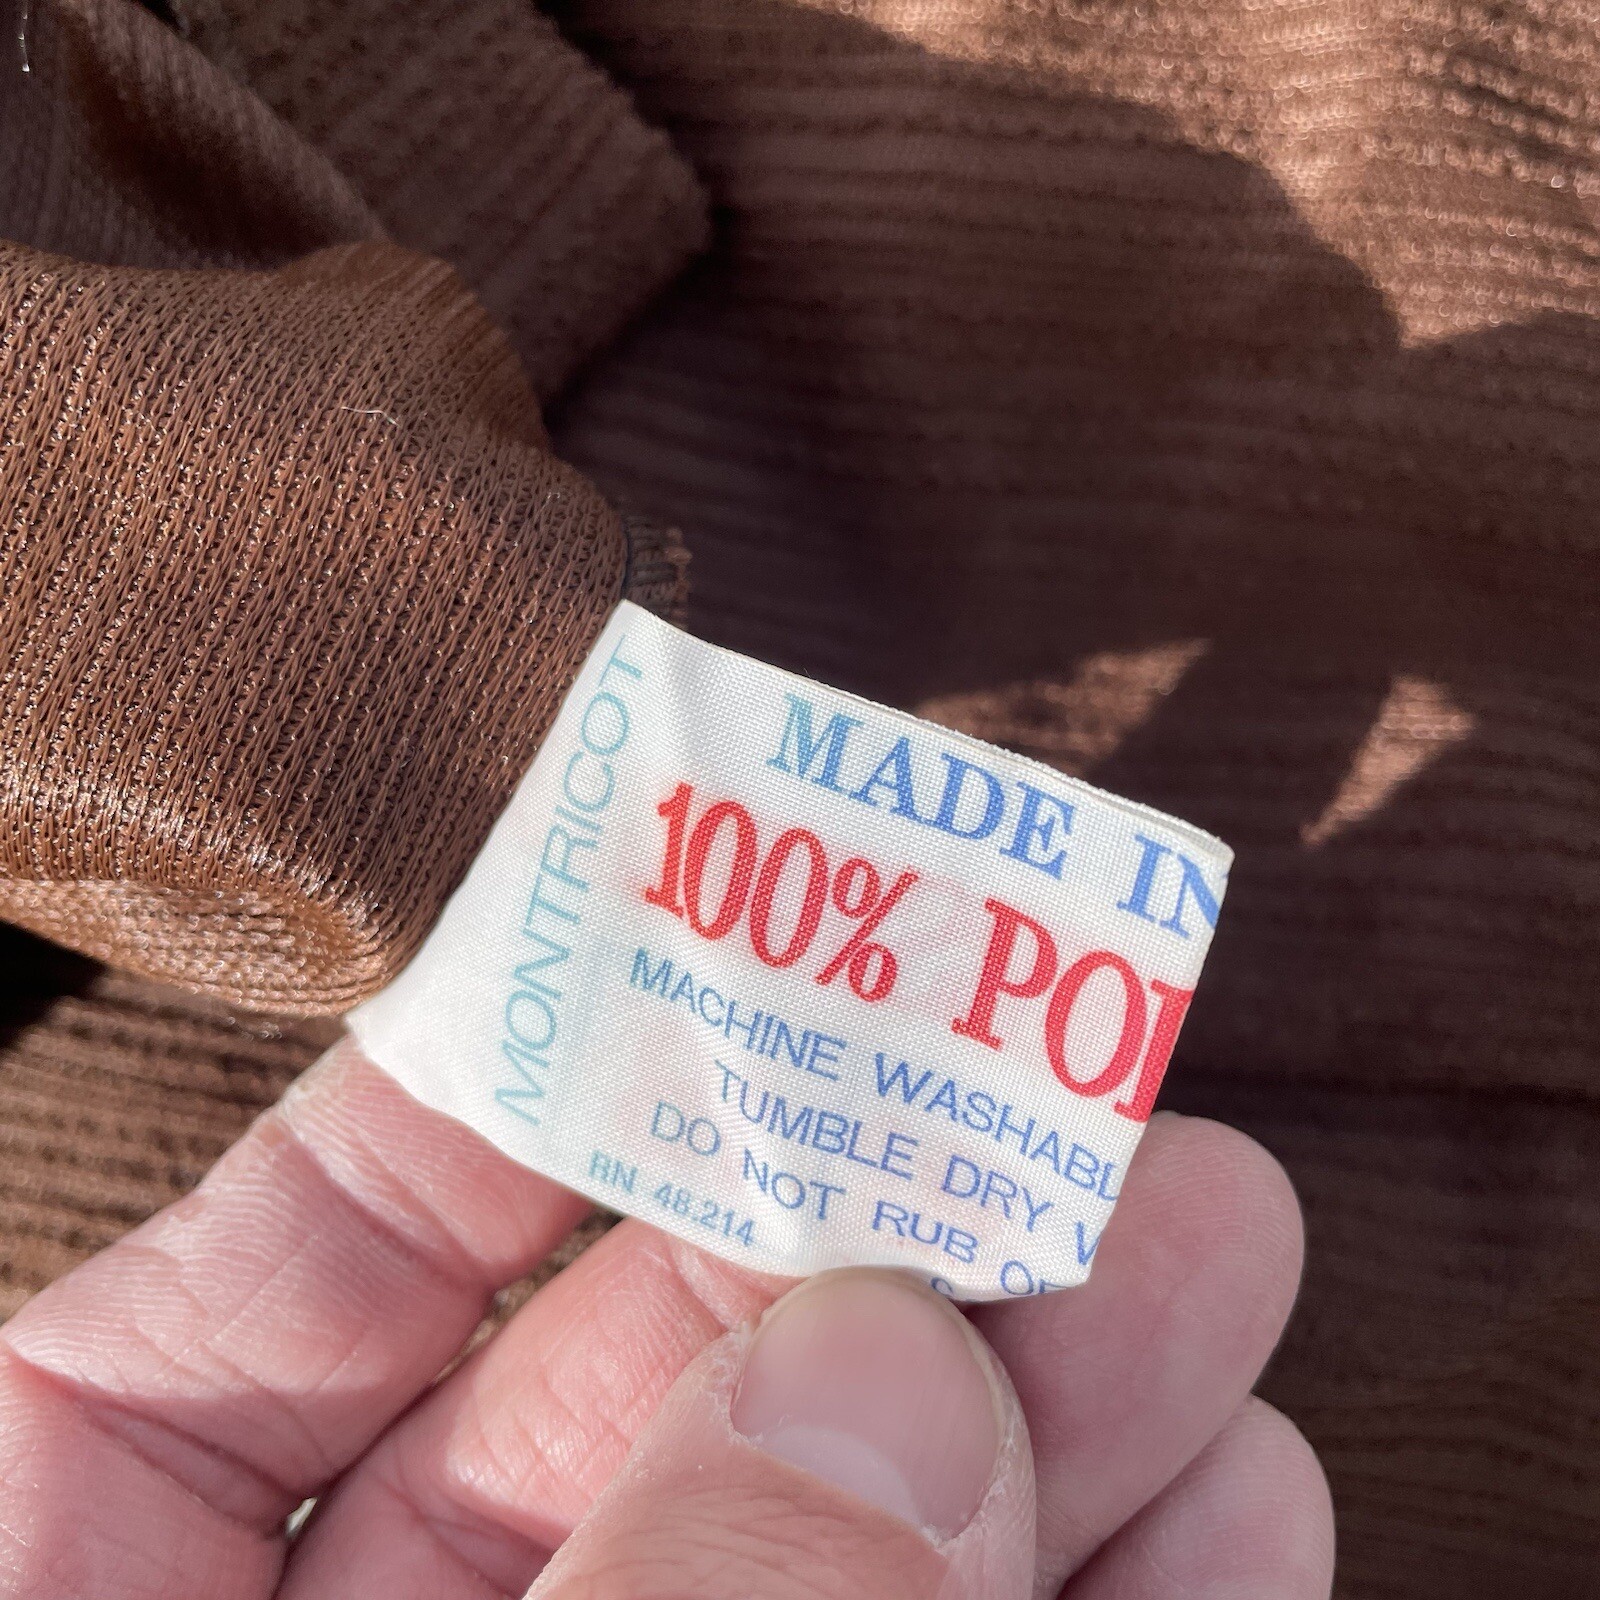 MONTRICOT
MADE IN
100% POL
MACHINE WASHABL
TUMBLE DRY
DO NOT RUB
RN 48.214